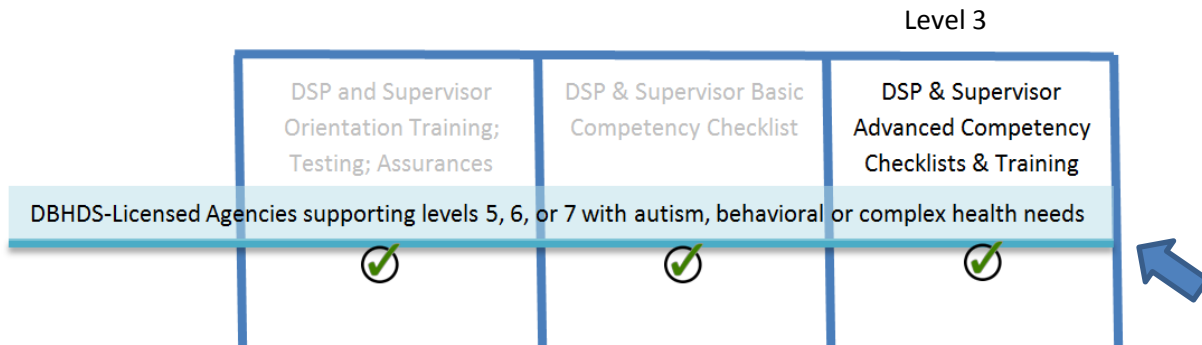 Level 3
DSP and Supervisor
Orientation Training;
Testing; Assurances
DSP & Supervisor Basic
Competency Checklist
DSP & Supervisor
Advanced Competency
Checklists & Training
DBHDS-Licensed Agencies supporting levels 5, 6, or 7 with autism, behavioral or complex health needs